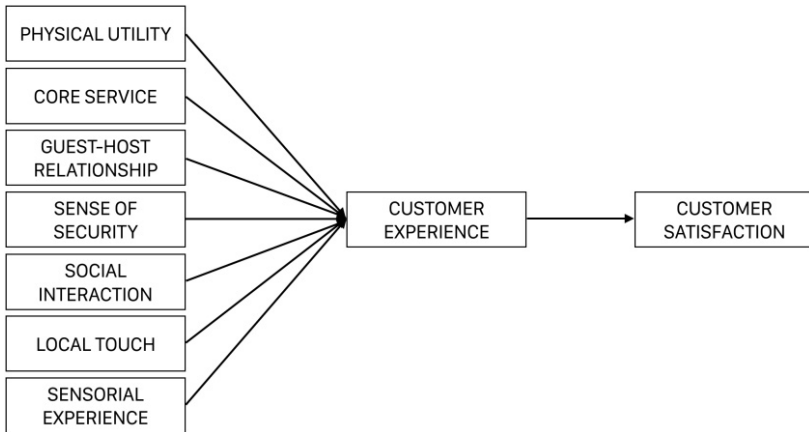 PHYSICAL UTILITY
CORE SERVICE
GUEST-HOST
RELATIONSHIP
SENSE OF
SECURITY
SOCIAL
INTERACTION
LOCAL TOUCH
SENSORIAL
EXPERIENCE
CUSTOMER
EXPERIENCE
CUSTOMER
SATISFACTION